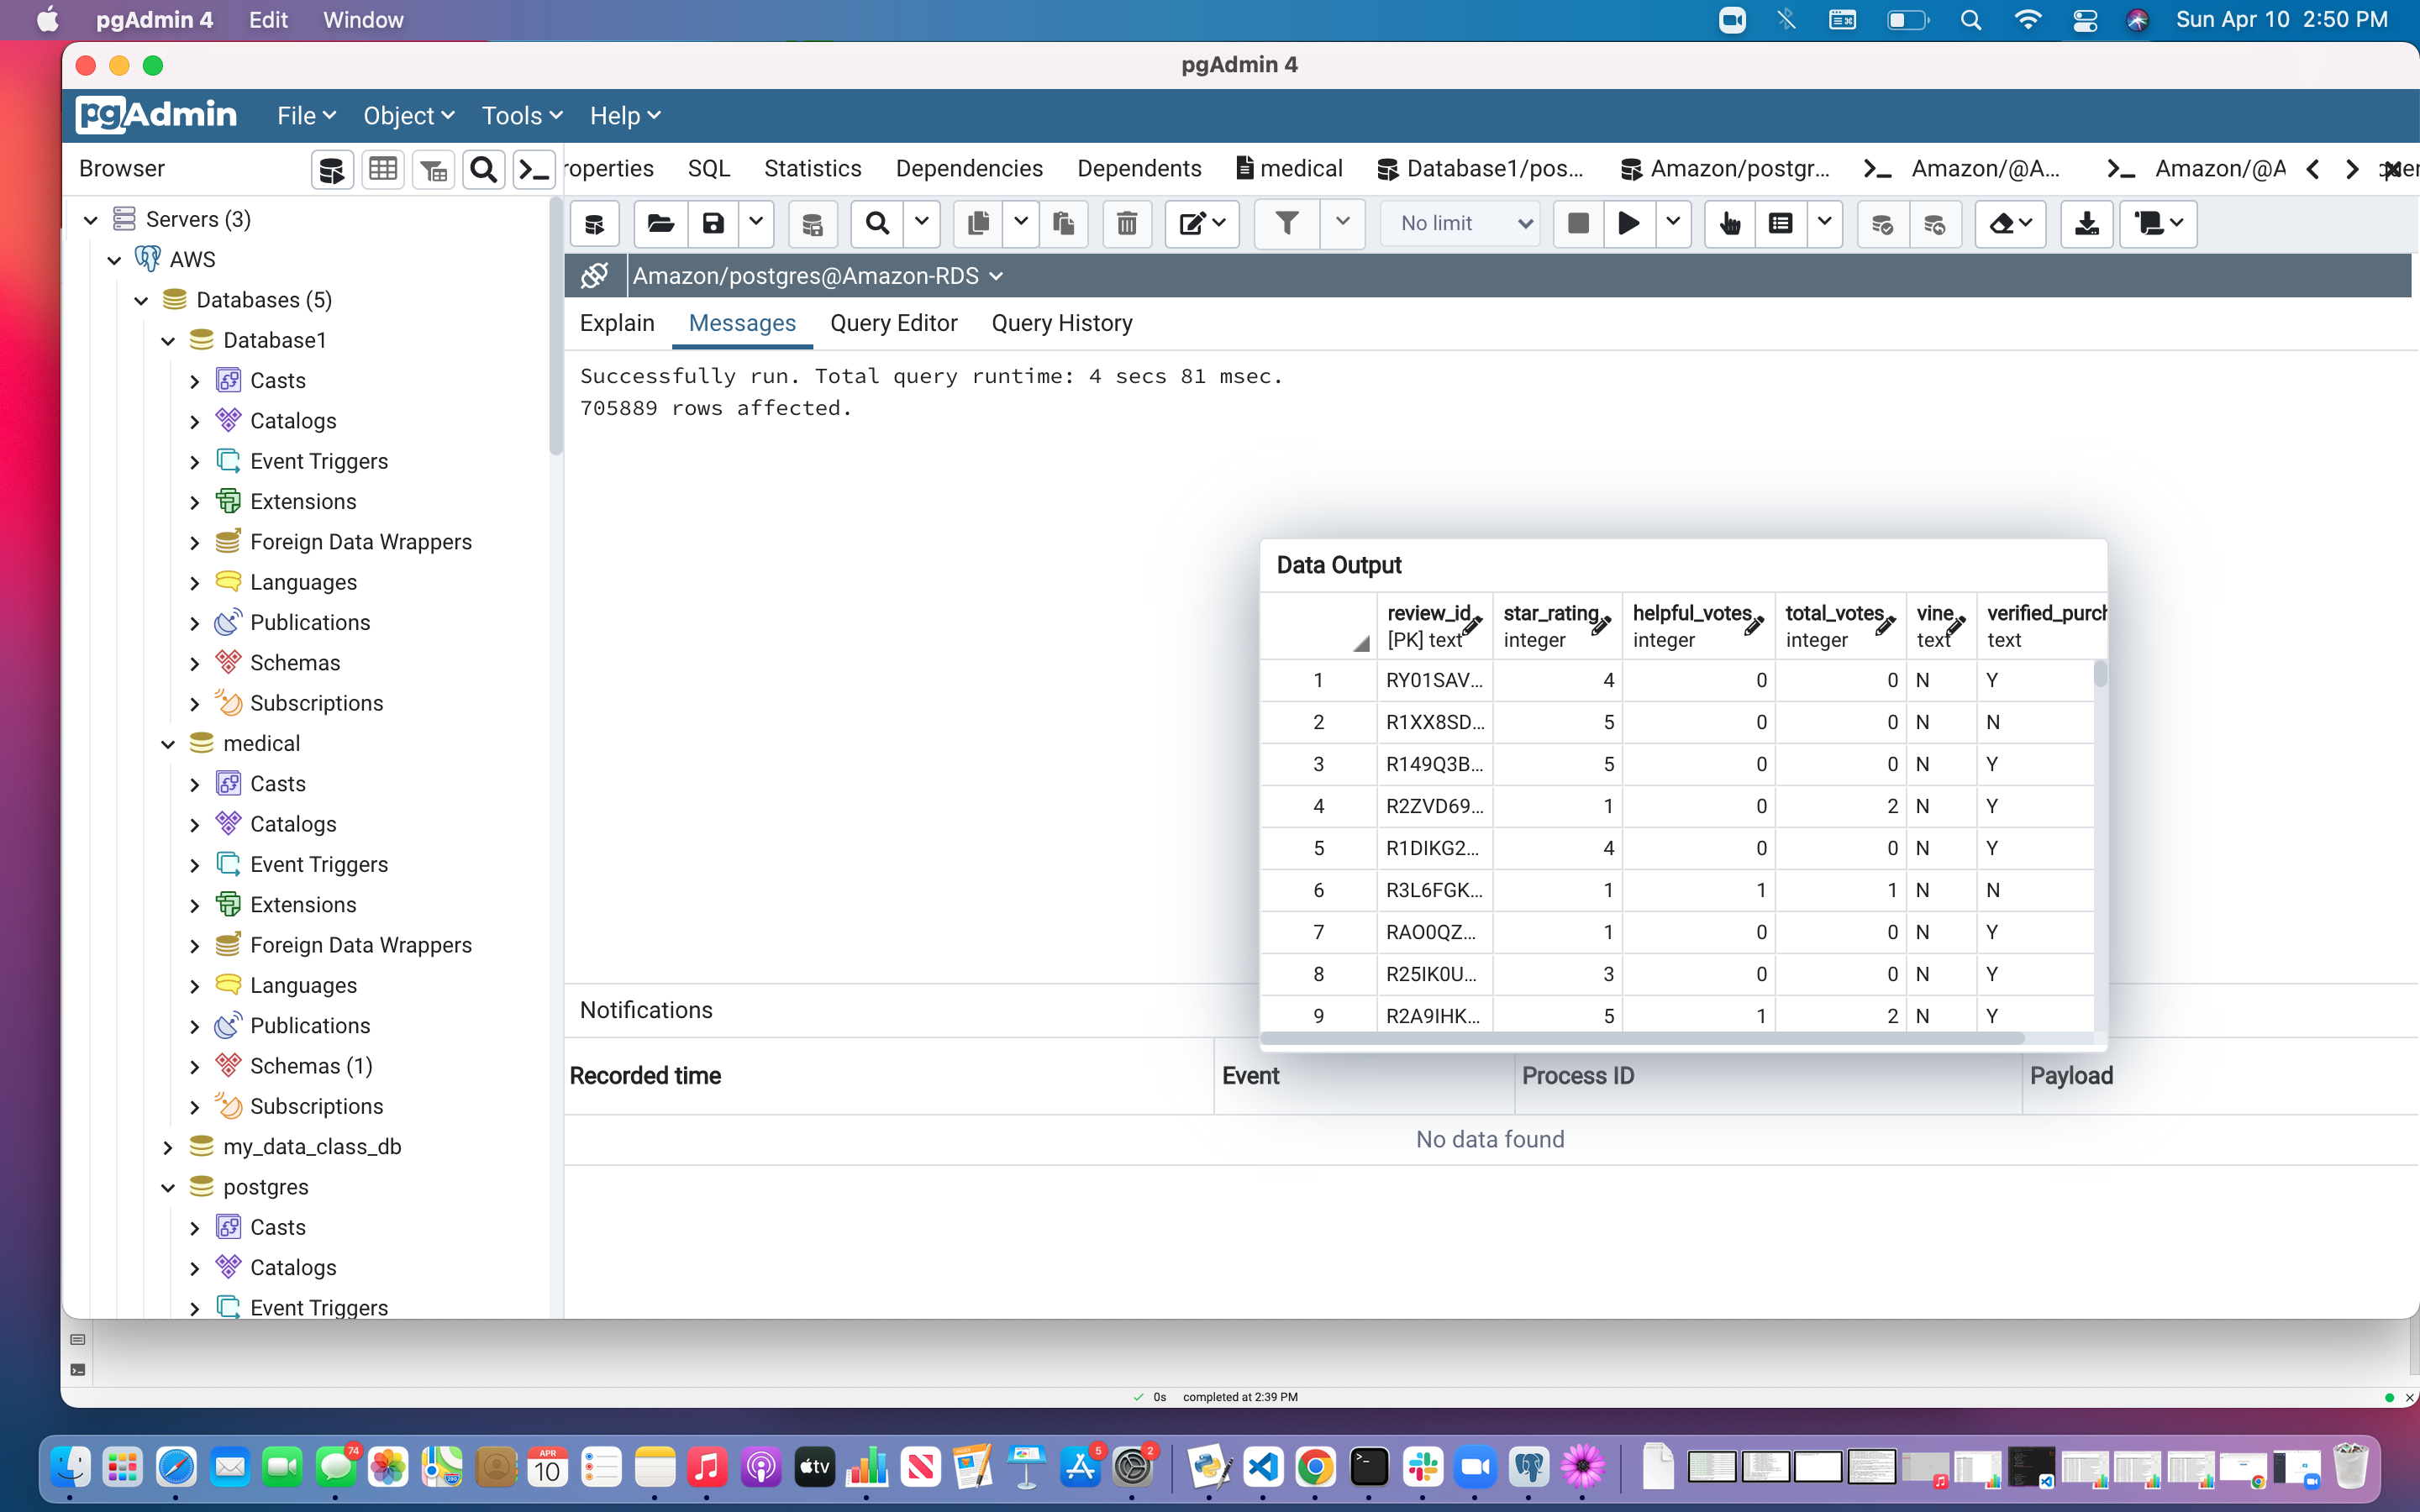 pgAdmin 4 Edit Window Sun Apr 10 2:50 PM
pgAdmin 4
pgAdmin File Object Tools Help
Browser
roperties SQL Statistics Dependencies Dependents medical Database1/pos... Amazon/postgr... Amazon/@A... Amazon/@A
Servers (3)
AWS
Databases (5)
Database1
Casts
Catalogs
Event Triggers
Extensions
Foreign Data Wrappers
Languages
Publications
Schemas
Subscriptions
medical
Casts
Catalogs
Event Triggers
Extensions
Foreign Data Wrappers
Languages
Publications
Schemas (1)
Subscriptions
my_data_class_db
postgres
Casts
Catalogs
Event Triggers
No limit
Amazon/postgres@Amazon-RDS
Explain Messages Query Editor Query History
Successfully run. Total query runtime: 4 secs 81 msec.
705889 rows affected.
Data Output
review_id star_rating helpful_votes total_votes vine verified_purch
[PK] text integer integer integer text text
1 RY01SAV... 4 0 0 N Y
2 R1XX8SD... 5 0 0 N N
3 R149Q3B... 5 0 0 N Y
4 R2ZVD69... 1 0 2 N Y
5 R1DIKG2... 4 0 0 N Y
6 R3L6FGK... 1 1 1 N N
7 RAO0QZ... 1 0 0 N Y
8 R25IK0U... 3 0 0 N Y
9 R2A9IHK... 5 1 2 N Y
Notifications
Recorded time Event Process ID Payload
No data found
0s completed at 2:39 PM
74
APR
10
tv
5
2